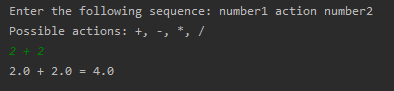 Enter the following sequence: number1 action number2
Possible actions: +, -, *, /
2 + 2
2.0 + 2.0 = 4.0